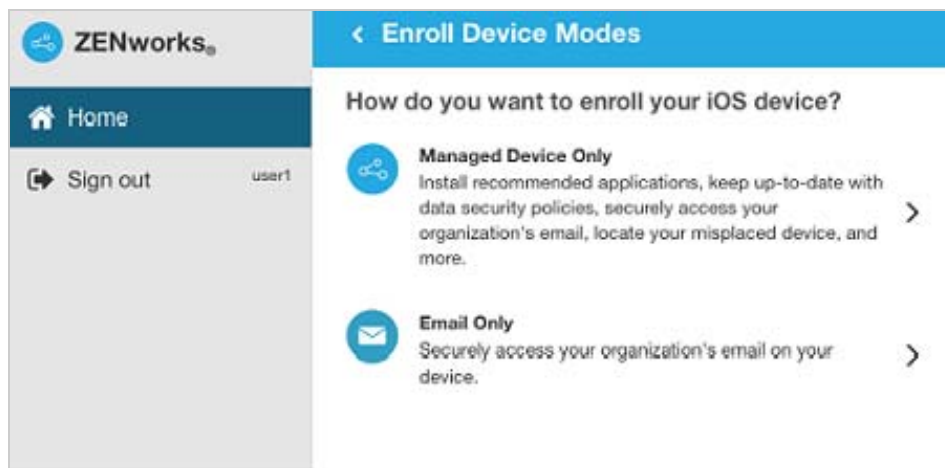 ZENworks®
Home
Sign out
user1
Enroll Device Modes
How do you want to enroll your iOS device?
Managed Device Only
Install recommended applications, keep up-to-date with
data security policies, securely access your
organization's email, locate your misplaced device, and
more.
Email Only
Securely access your organization's email on your
device.